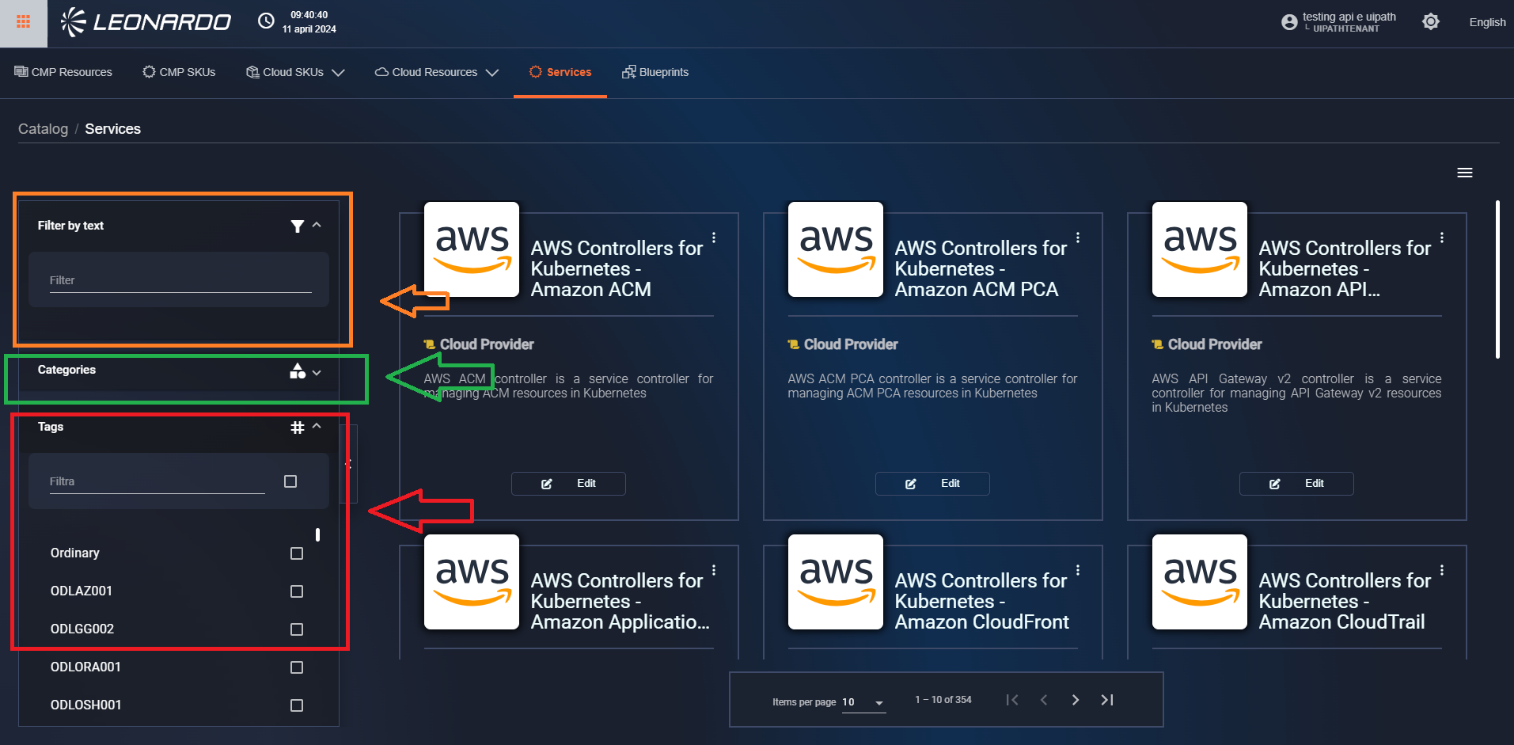 LEONARDO
09:40:40
11 april 2024
testing api e uipath
UIPATHTENANT
English
CMP Resources
CMP SKUs
Cloud SKUs
Cloud Resources
Services
Blueprints
Catalog / Services
Filter by text
Filter
Categories
Tags
Filtra
Ordinary
ODLAZ001
ODLGG002
ODLORA001
ODLOSH001
aws
AWS Controllers for
Kubernetes -
Amazon ACM
Cloud Provider
AWS ACM controller is a service controller for
managing ACM resources in Kubernetes
Edit
aws
AWS Controllers for
Kubernetes -
Amazon ACM PCA
Cloud Provider
AWS ACM PCA controller is a service controller for
managing ACM PCA resources in Kubernetes
Edit
aws
AWS Controllers for
Kubernetes -
Amazon API...
Cloud Provider
AWS API Gateway v2 controller is a service
controller for managing API Gateway v2 resources
in Kubernetes
Edit
aws
AWS Controllers for
Kubernetes -
Amazon Applicatio...
aws
AWS Controllers for
Kubernetes -
Amazon CloudFront
aws
AWS Controllers for
Kubernetes -
Amazon CloudTrail
Items per page 10
1 – 10 of 354